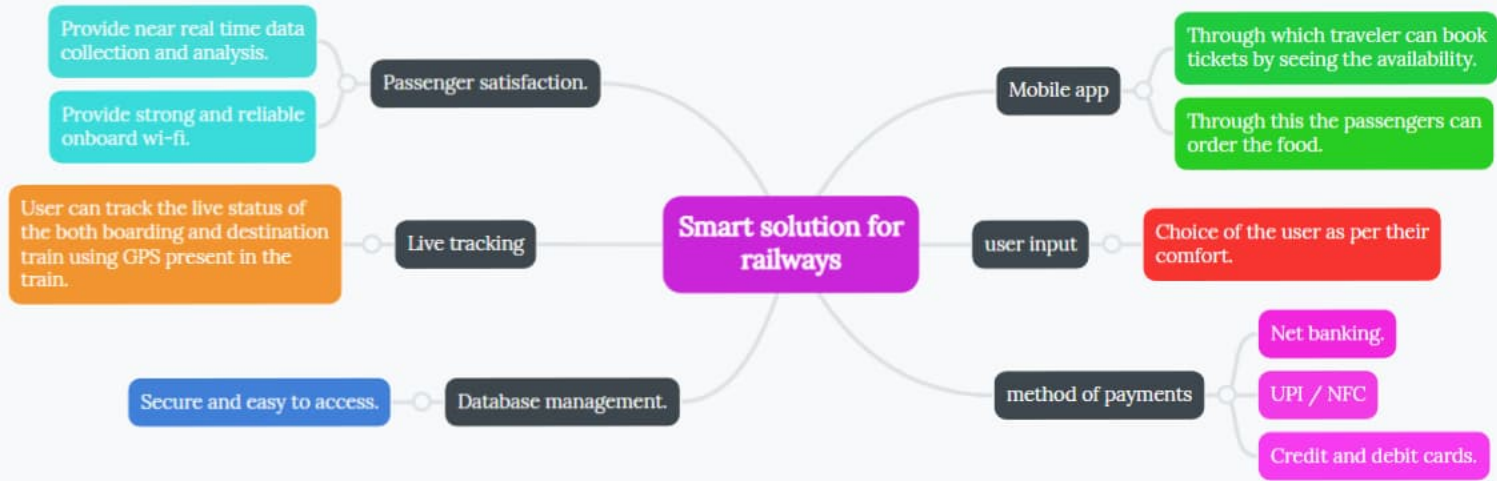 Provide near real time data
collection and analysis.
Provide strong and reliable
onboard wi-fi.
Passenger satisfaction.
User can track the live status of
the both boarding and destination
train using GPS present in the
train.
Live tracking
Secure and easy to access.
Database management.
Smart solution for
railways
Mobile app
Through which traveler can book
tickets by seeing the availability.
Through this the passengers can
order the food.
user input
Choice of the user as per their
comfort.
method of payments
Net banking.
UPI / NFC
Credit and debit cards.